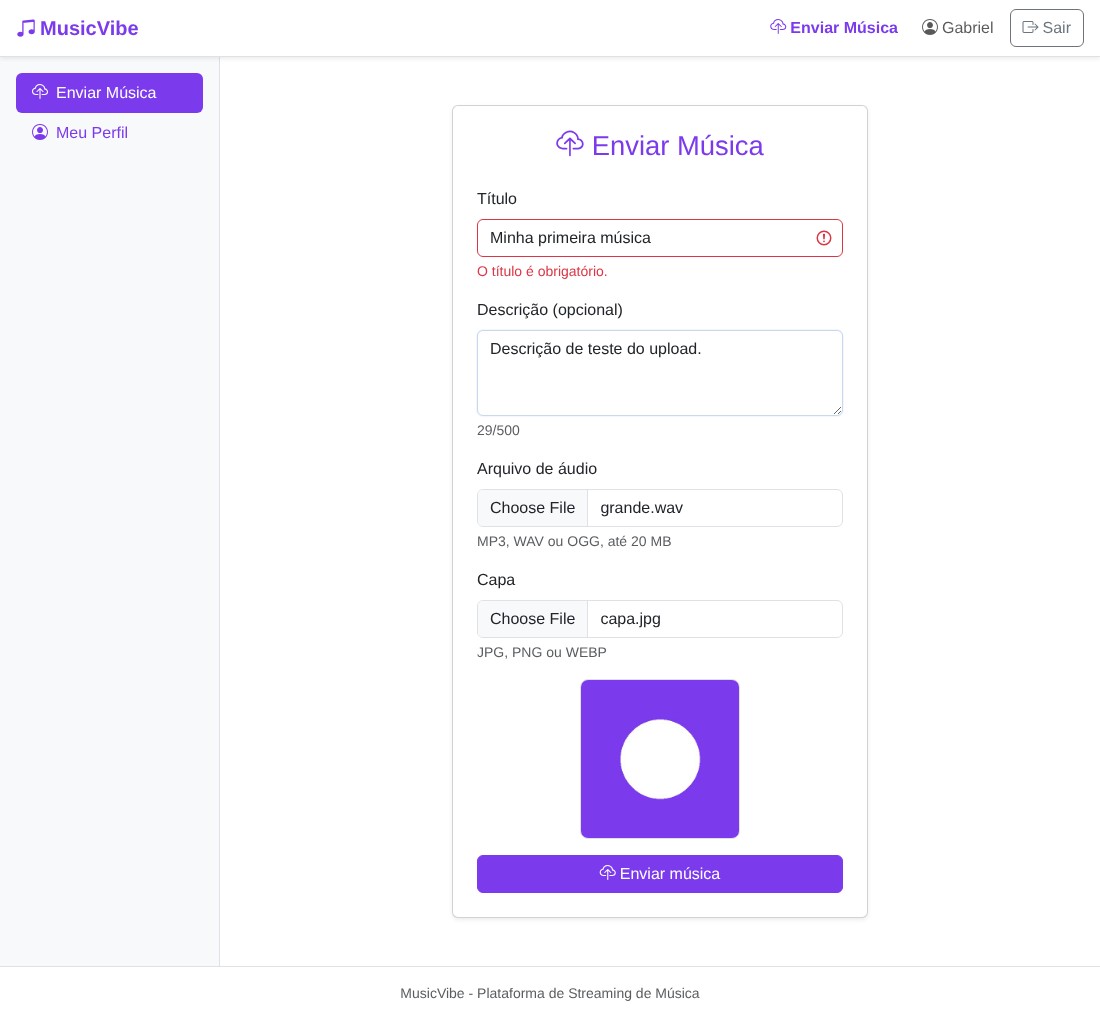 MusicVibe
Enviar Música
Gabriel
Sair
Enviar Música
Meu Perfil
Enviar Música
Título
Minha primeira música
O título é obrigatório.
Descrição (opcional)
Descrição de teste do upload.
29/500
Arquivo de áudio
Choose File grande.wav
MP3, WAV ou OGG, até 20 MB
Capa
Choose File capa.jpg
JPG, PNG ou WEBP
Enviar música
MusicVibe - Plataforma de Streaming de Música